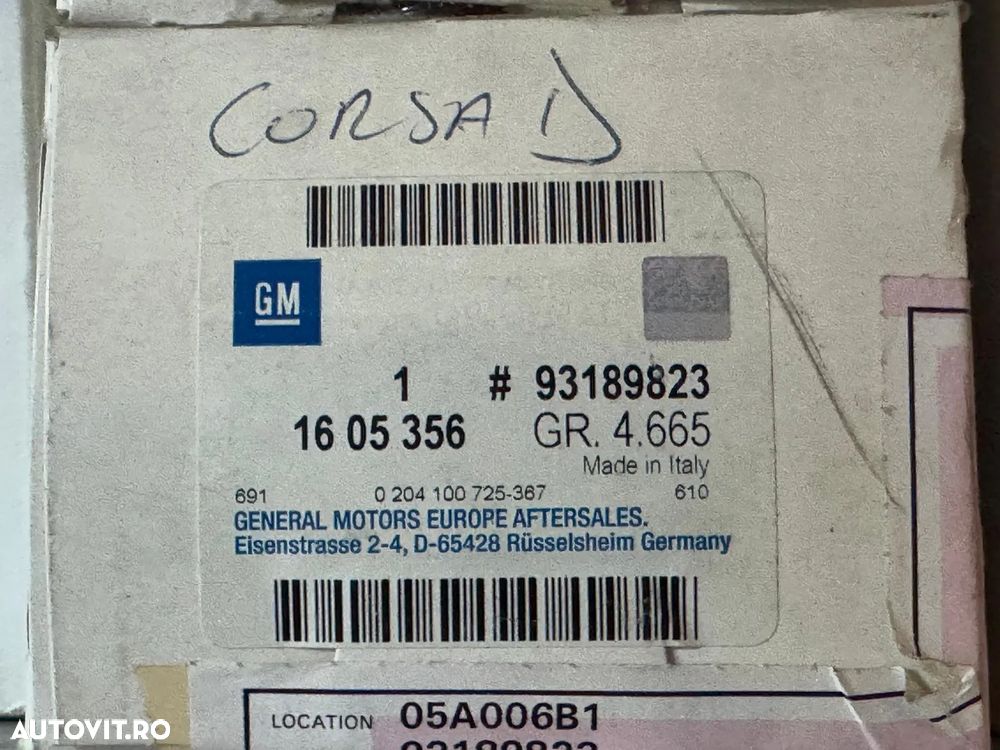 CORSA D
GM
1 # 93189823
16 05 356 GR. 4.665
Made in Italy
691 0 204 100 725-367 610
GENERAL MOTORS EUROPE AFTERSALES.
Eisenstrasse 2-4, D-65428 Rüsselsheim Germany
LOCATION 05A006B1
93189823
AUTOVIT.RO